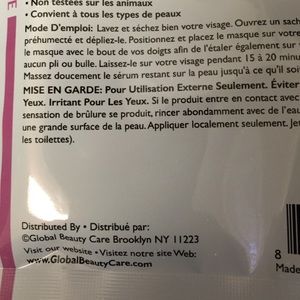 • Non testées sur les animaux
• Convient à tous les types de peaux
Mode D'emploi: Lavez et séchez bien votre visage. Ouvrez un sach
préhumecté et dépliez-le. Positionnez et placez le masque sur votre
le masque avec le bout de vos doigts afin de l'étaler également sur
aucun pli ou bulle. Laissez-le sur votre visage pendant 15 à 20 minu
Massez doucement le sérum restant sur la peau jusqu'à ce qu'il soi
MISE EN GARDE: Pour Utilisation Externe Seulement. Éviter
Yeux. Irritant Pour Les Yeux. Si le produit entre en contact avec
sensation de brûlure se produit, rincer abondamment avec de l'eau
une grande surface de la peau. Appliquer localement seulement. Jet
les toilettes).
Distributed By • Distribué par:
©Global Beauty Care Brooklyn NY 11223
Visit our website • Visitez notre site Web:
www.GlobalBeautyCare.com
8
Made